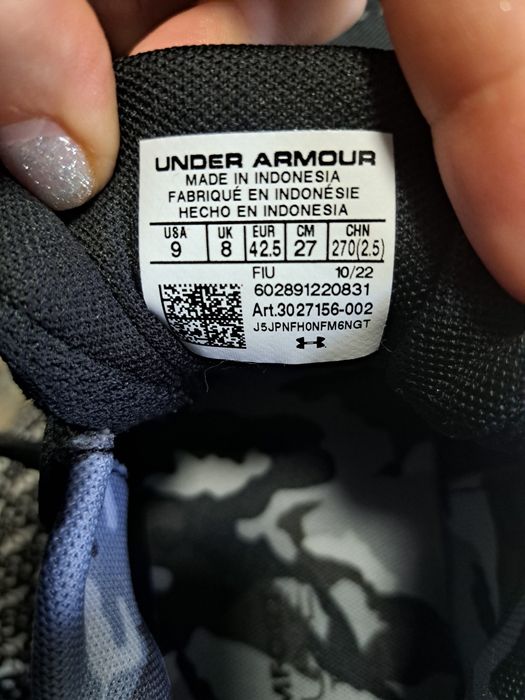 UNDER ARMOUR
MADE IN INDONESIA
FABRIQUÉ EN INDONÉSIE
HECHO EN INDONESIA
USA UK EUR CM CHN
9 8 42.5 27 270(2.5)
FIU 10/22
602891220831
Art.3027156-002
J5JPNFH0NFM6NGT